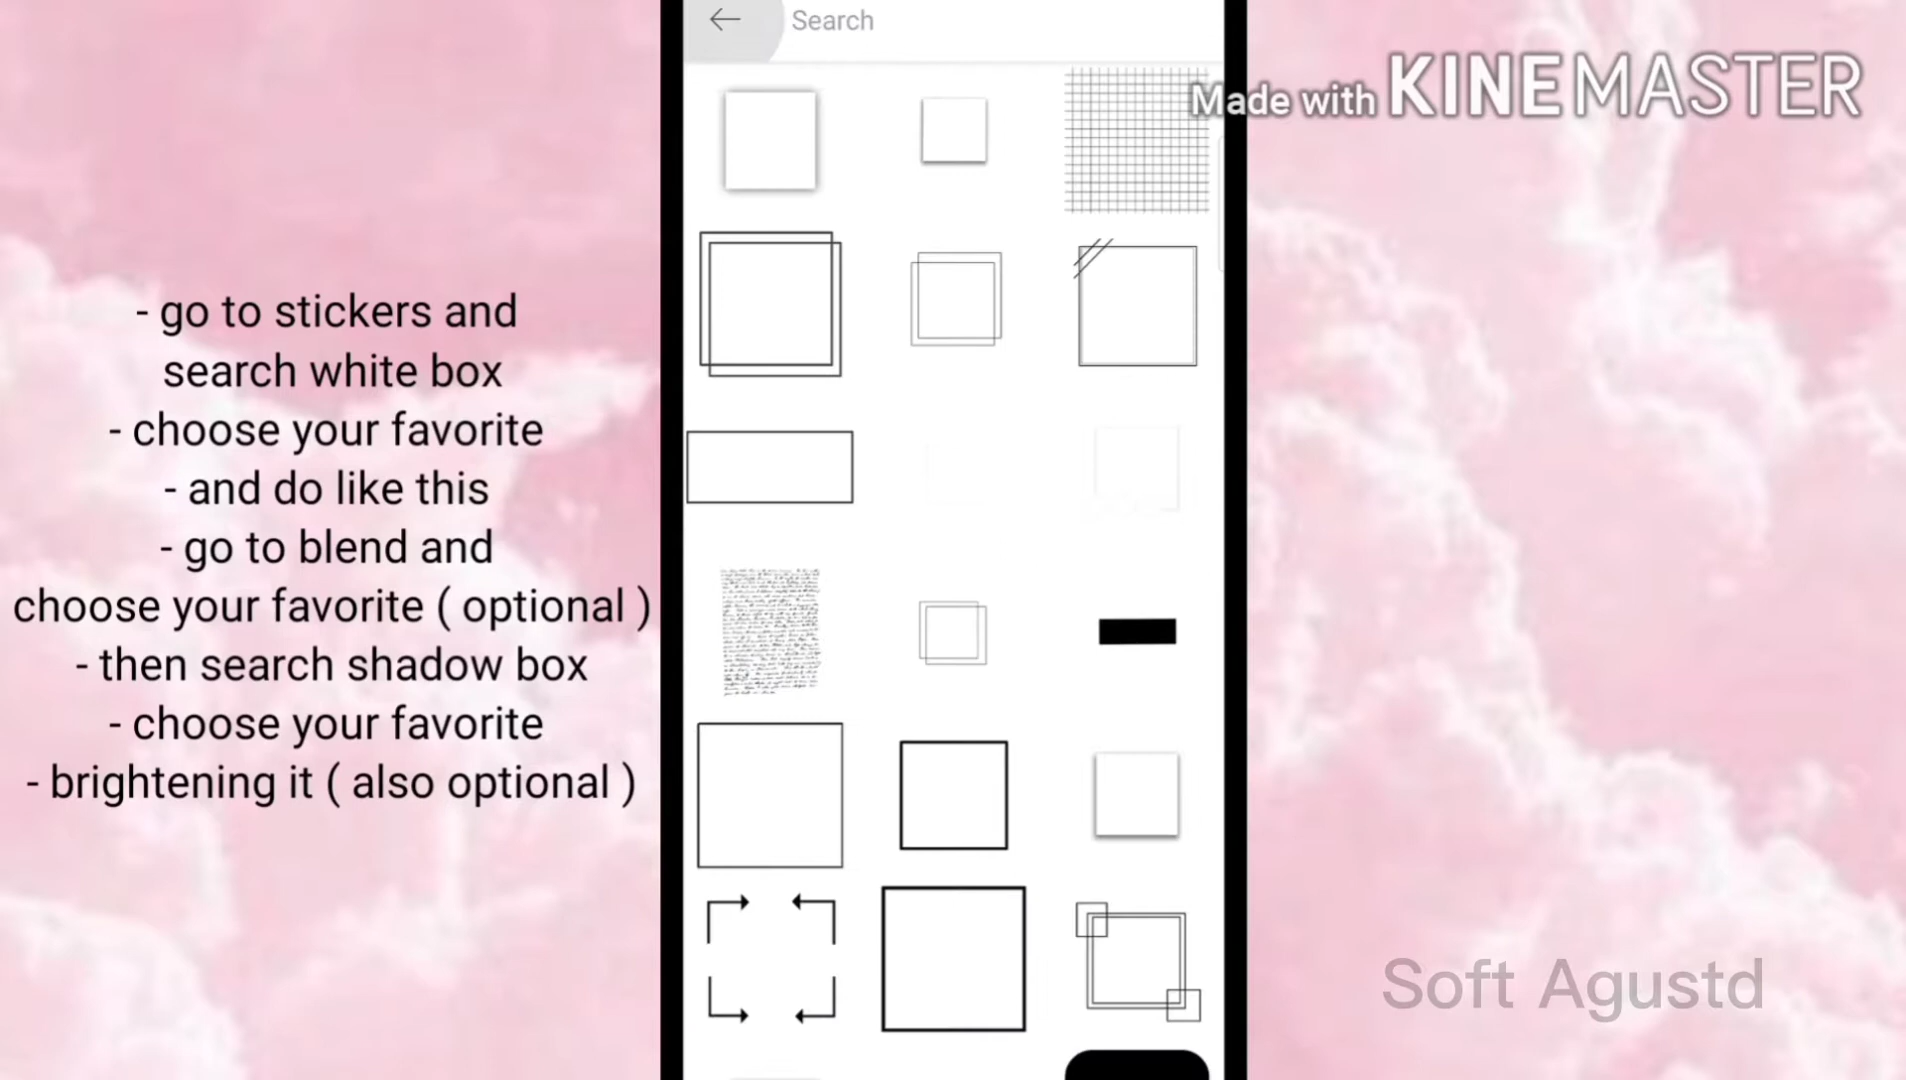 Search
Made with KINEMASTER
- go to stickers and
search white box
- choose your favorite
- and do like this
- go to blend and
choose your favorite ( optional )
- then search shadow box
- choose your favorite
- brightening it ( also optional )
Soft Agustd